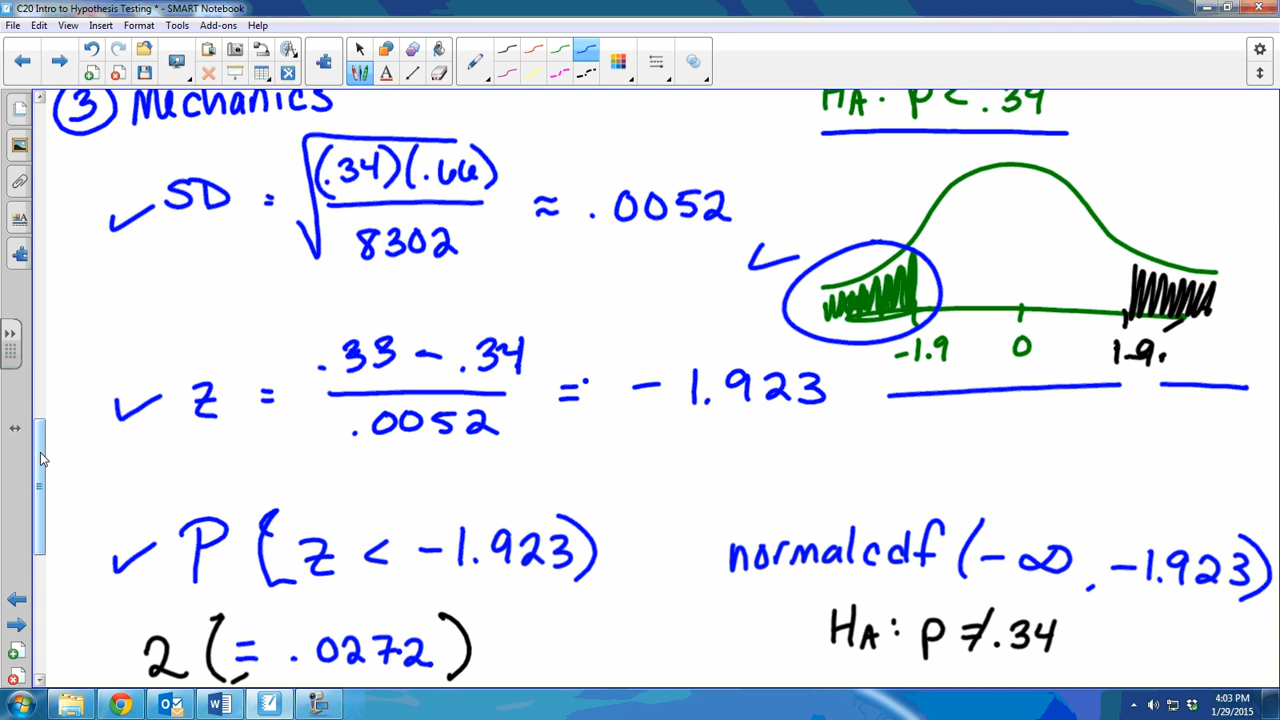 C20 Intro to Hypothesis Testing * - SMART Notebook
File Edit View Insert Format Tools Add-ons Help
③ Mechanics
HA: p < .34
✓ SD = √((.34)(.66) / 8302) ≈ .0052
✓
-1.9 0 1.9.
✓ z = (.33 - .34) / .0052 = - 1.923
✓ P(z < -1.923)
normalcdf(-∞, -1.923)
2(= .0272)
HA: p ≠ .34
4:03 PM
1/29/2015